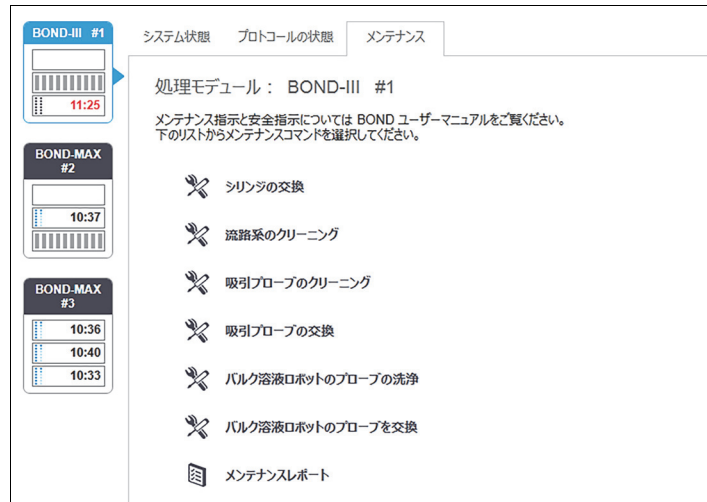 BOND-III #1
11:25
BOND-MAX
#2
10:37
BOND-MAX
#3
10:36
10:40
10:33
システム状態 プロトコールの状態 メンテナンス
処理モジュール： BOND-III #1
メンテナンス指示と安全指示については BOND ユーザーマニュアルをご覧ください。
下のリストからメンテナンスコマンドを選択してください。
シリンジの交換
流路系のクリーニング
吸引プローブのクリーニング
吸引プローブの交換
バルク溶液ロボットのプローブの洗浄
バルク溶液ロボットのプローブを交換
メンテナンスレポート